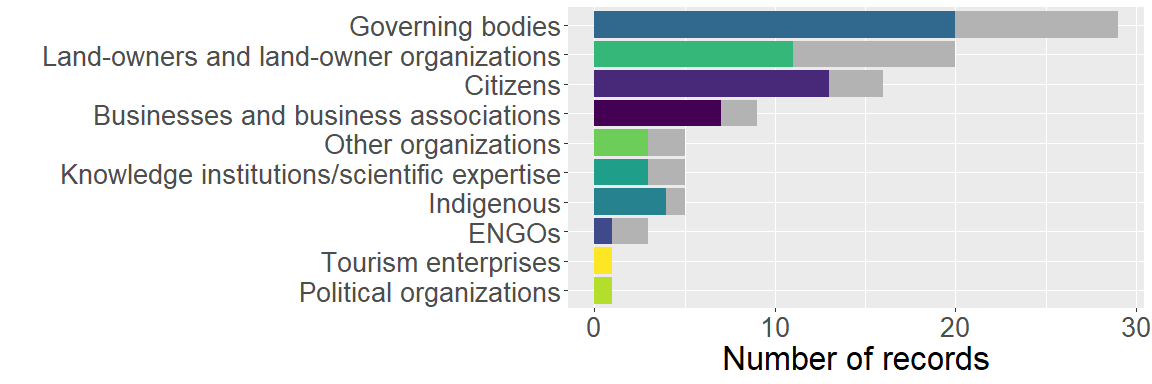 Governing bodies
Land-owners and land-owner organizations
Citizens
Businesses and business associations
Other organizations
Knowledge institutions/scientific expertise
Indigenous
ENGOs
Tourism enterprises
Political organizations
0 10 20 30
Number of records